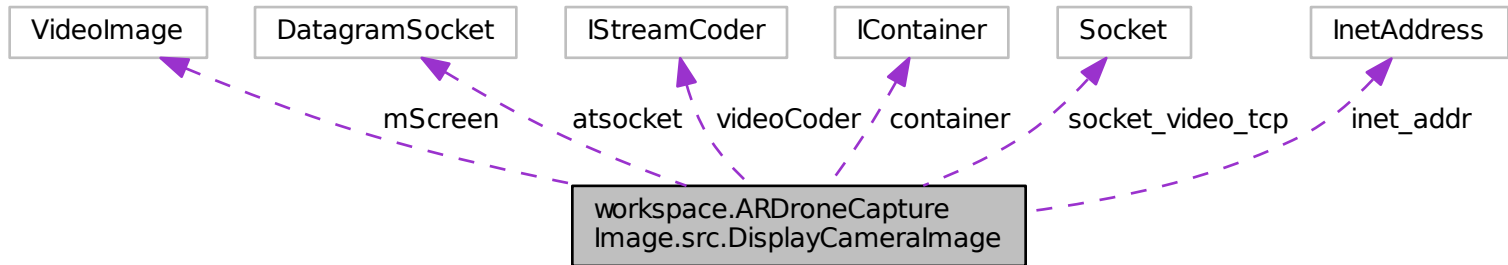 VideoImage
DatagramSocket
IStreamCoder
IContainer
Socket
InetAddress
mScreen
atsocket
videoCoder
container
socket_video_tcp
inet_addr
workspace.ARDroneCapture
Image.src.DisplayCameraImage